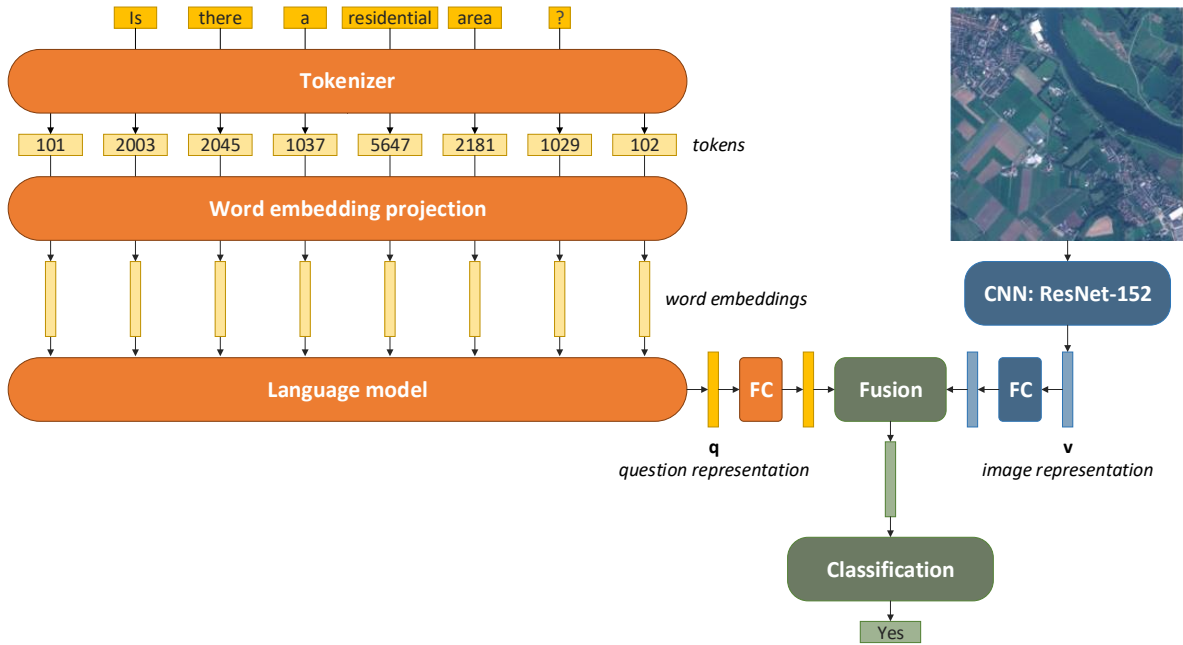 Is there a residential area ?
Tokenizer
101 2003 2045 1037 5647 2181 1029 102 tokens
Word embedding projection
word embeddings
CNN: ResNet-152
Language model
FC
Fusion
FC
q
question representation
v
image representation
Classification
Yes